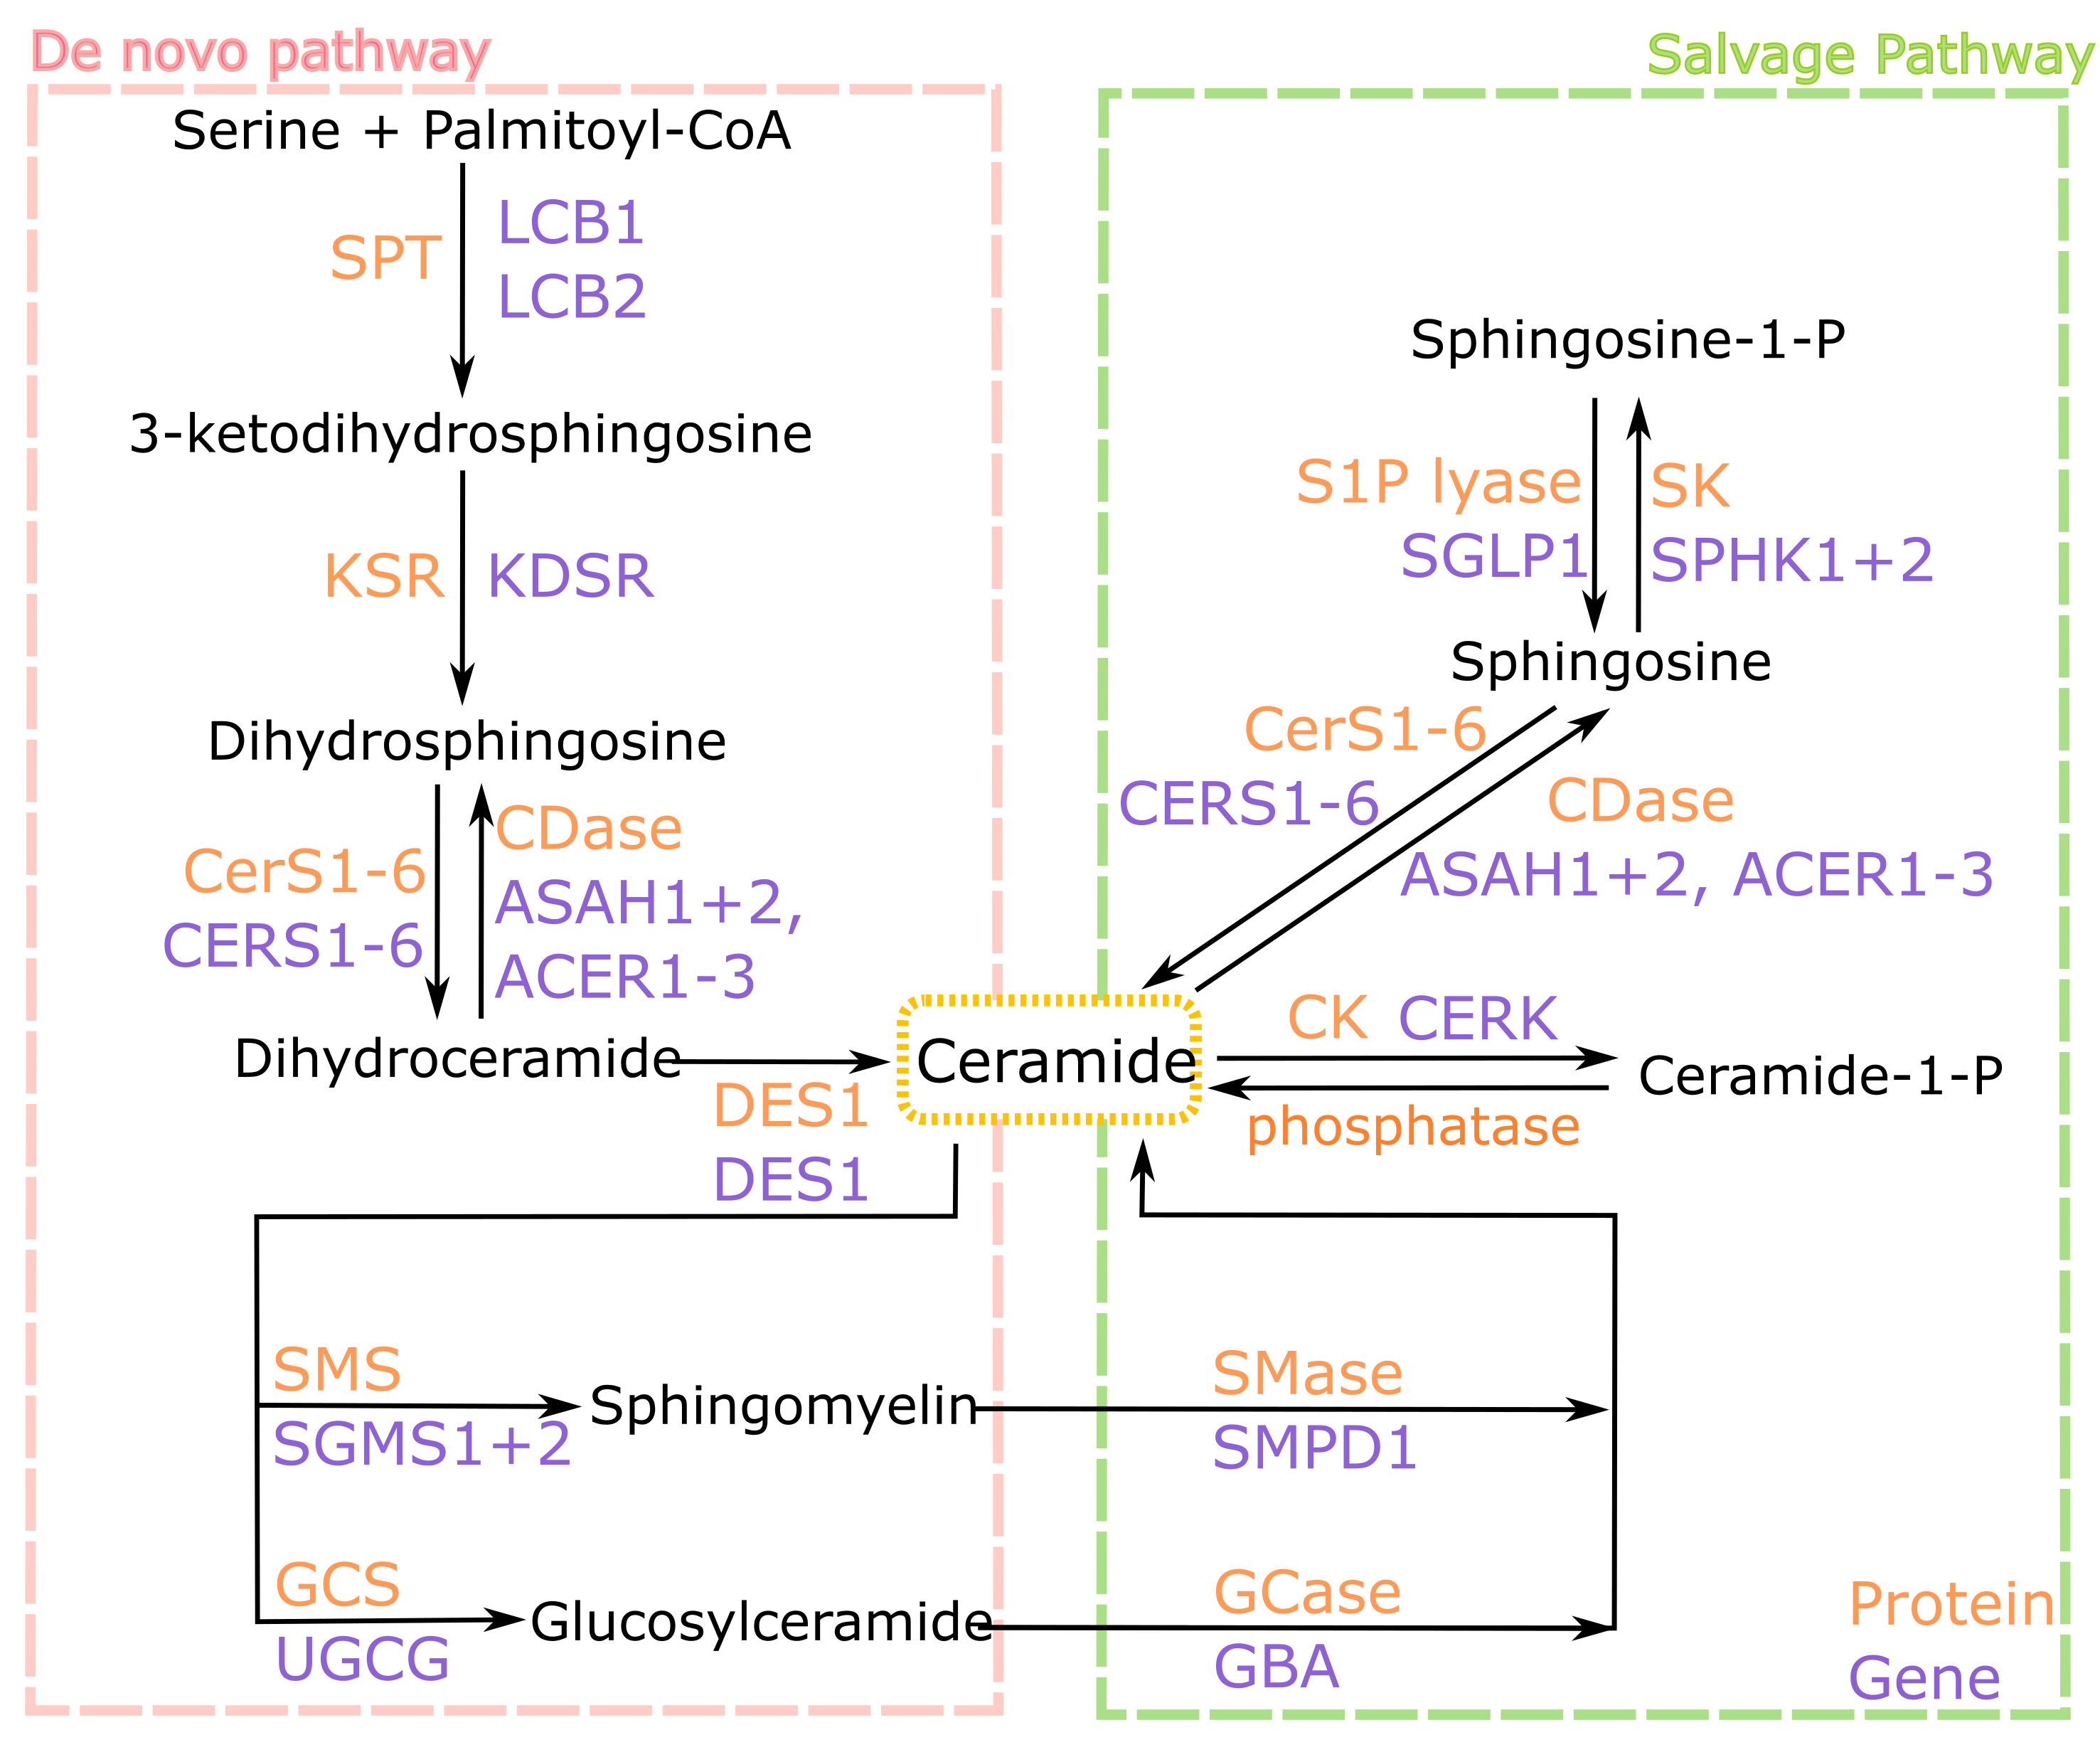 De novo pathway
Serine + Palmitoyl-CoA
SPT
LCB1
LCB2
3-ketodihydrosphingosine
KSR
KDSR
Dihydrosphingosine
CerS1-6
CERS1-6
CDase
ASAH1+2,
ACER1-3
Dihydroceramide
DES1
DES1
Ceramide
SMS
SGMS1+2
Sphingomyelin
GCS
UGCG
Glucosylceramide
Salvage Pathway
Sphingosine-1-P
S1P lyase
SGLP1
SK
SPHK1+2
Sphingosine
CerS1-6
CERS1-6
CDase
ASAH1+2, ACER1-3
CK CERK
Ceramide-1-P
phosphatase
SMase
SMPD1
GCase
GBA
Protein
Gene